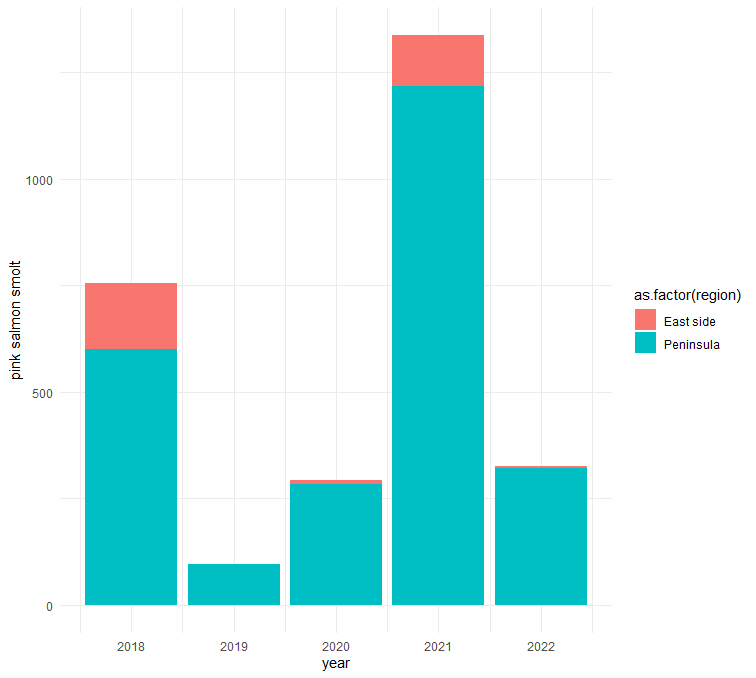 pink salmon smolt
1000
500
0
2018 2019 2020 2021 2022
year
as.factor(region)
East side
Peninsula